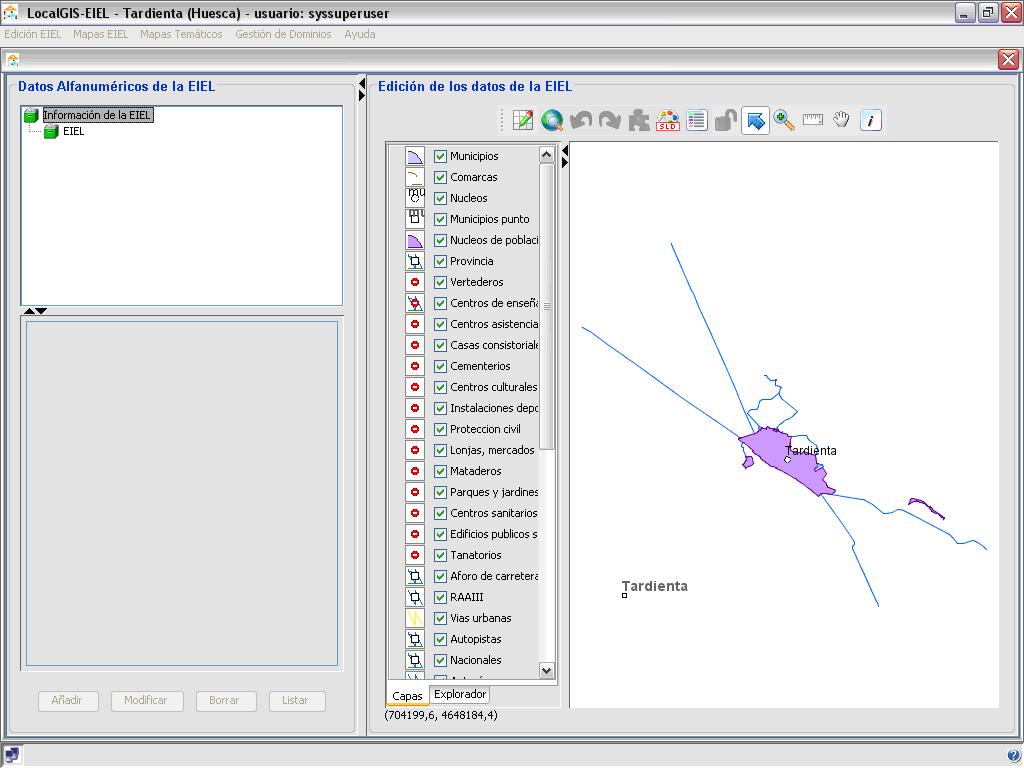 LocalGIS-EIEL - Tardienta (Huesca) - usuario: syssuperuser
Edición EIEL Mapas EIEL Mapas Temáticos Gestión de Dominios Ayuda
Datos Alfanuméricos de la EIEL
Información de la EIEL
EIEL
Añadir Modificar Borrar Listar
Edición de los datos de la EIEL
SLD
Municipios
Comarcas
Nucleos
Municipios punto
Nucleos de poblaci
Provincia
Vertederos
Centros de enseña
Centros asistencia
Casas consistoriale
Cementerios
Centros culturales
Instalaciones depo
Proteccion civil
Lonjas, mercados
Mataderos
Parques y jardines
Centros sanitarios
Edificios publicos s
Tanatorios
Aforo de carretera
RAAIII
Vias urbanas
Autopistas
Nacionales
Capas Explorador
(704199,6, 4648184,4)
Tardienta
Tardienta